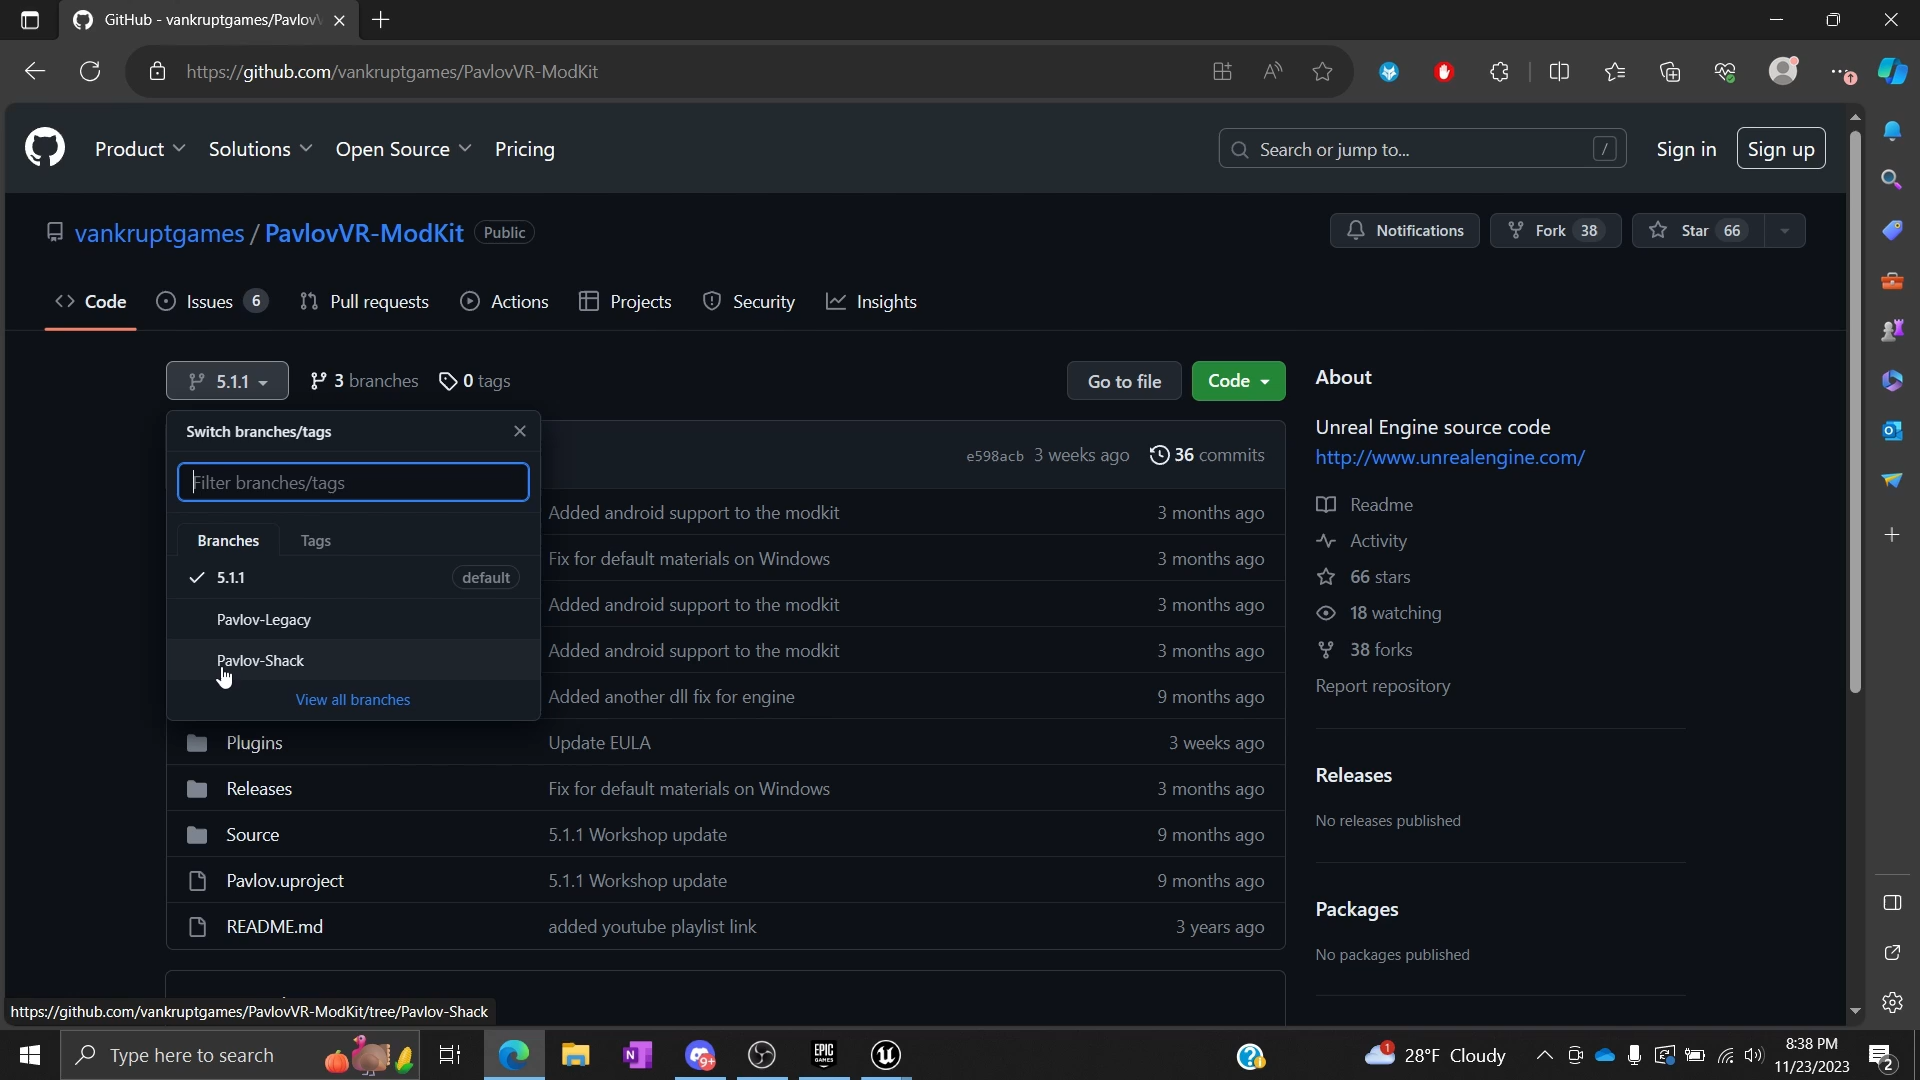 GitHub - vankruptgames/Pavlov
https://github.com/vankruptgames/PavlovVR-ModKit
Product Solutions Open Source Pricing
Search or jump to... /
Sign in Sign up
vankruptgames / PavlovVR-ModKit Public
Notifications Fork 38 Star 66
Code Issues 6 Pull requests Actions Projects Security Insights
5.1.1 3 branches 0 tags
Go to file Code
Switch branches/tags
Filter branches/tags
Branches Tags
5.1.1 default
Pavlov-Legacy
Pavlov-Shack
View all branches
e598acb 3 weeks ago 36 commits
Added android support to the modkit 3 months ago
Fix for default materials on Windows 3 months ago
Added android support to the modkit 3 months ago
Added android support to the modkit 3 months ago
Added another dll fix for engine 9 months ago
Plugins Update EULA 3 weeks ago
Releases Fix for default materials on Windows 3 months ago
Source 5.1.1 Workshop update 9 months ago
Pavlov.uproject 5.1.1 Workshop update 9 months ago
README.md added youtube playlist link 3 years ago
About
Unreal Engine source code
http://www.unrealengine.com/
Readme
Activity
66 stars
18 watching
38 forks
Report repository
Releases
No releases published
Packages
No packages published
https://github.com/vankruptgames/PavlovVR-ModKit/tree/Pavlov-Shack
Type here to search
9+
EPIC
GAMES
1
28°F Cloudy
8:38 PM
11/23/2023
2